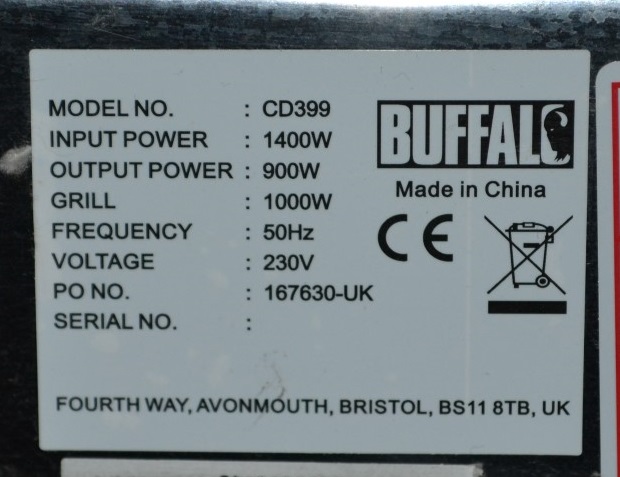 MODEL NO. : CD399
INPUT POWER : 1400W
OUTPUT POWER : 900W
GRILL : 1000W
FREQUENCY : 50Hz
VOLTAGE : 230V
PO NO. : 167630-UK
SERIAL NO. :
BUFFALO
Made in China
CE
FOURTH WAY, AVONMOUTH, BRISTOL, BS11 8TB, UK